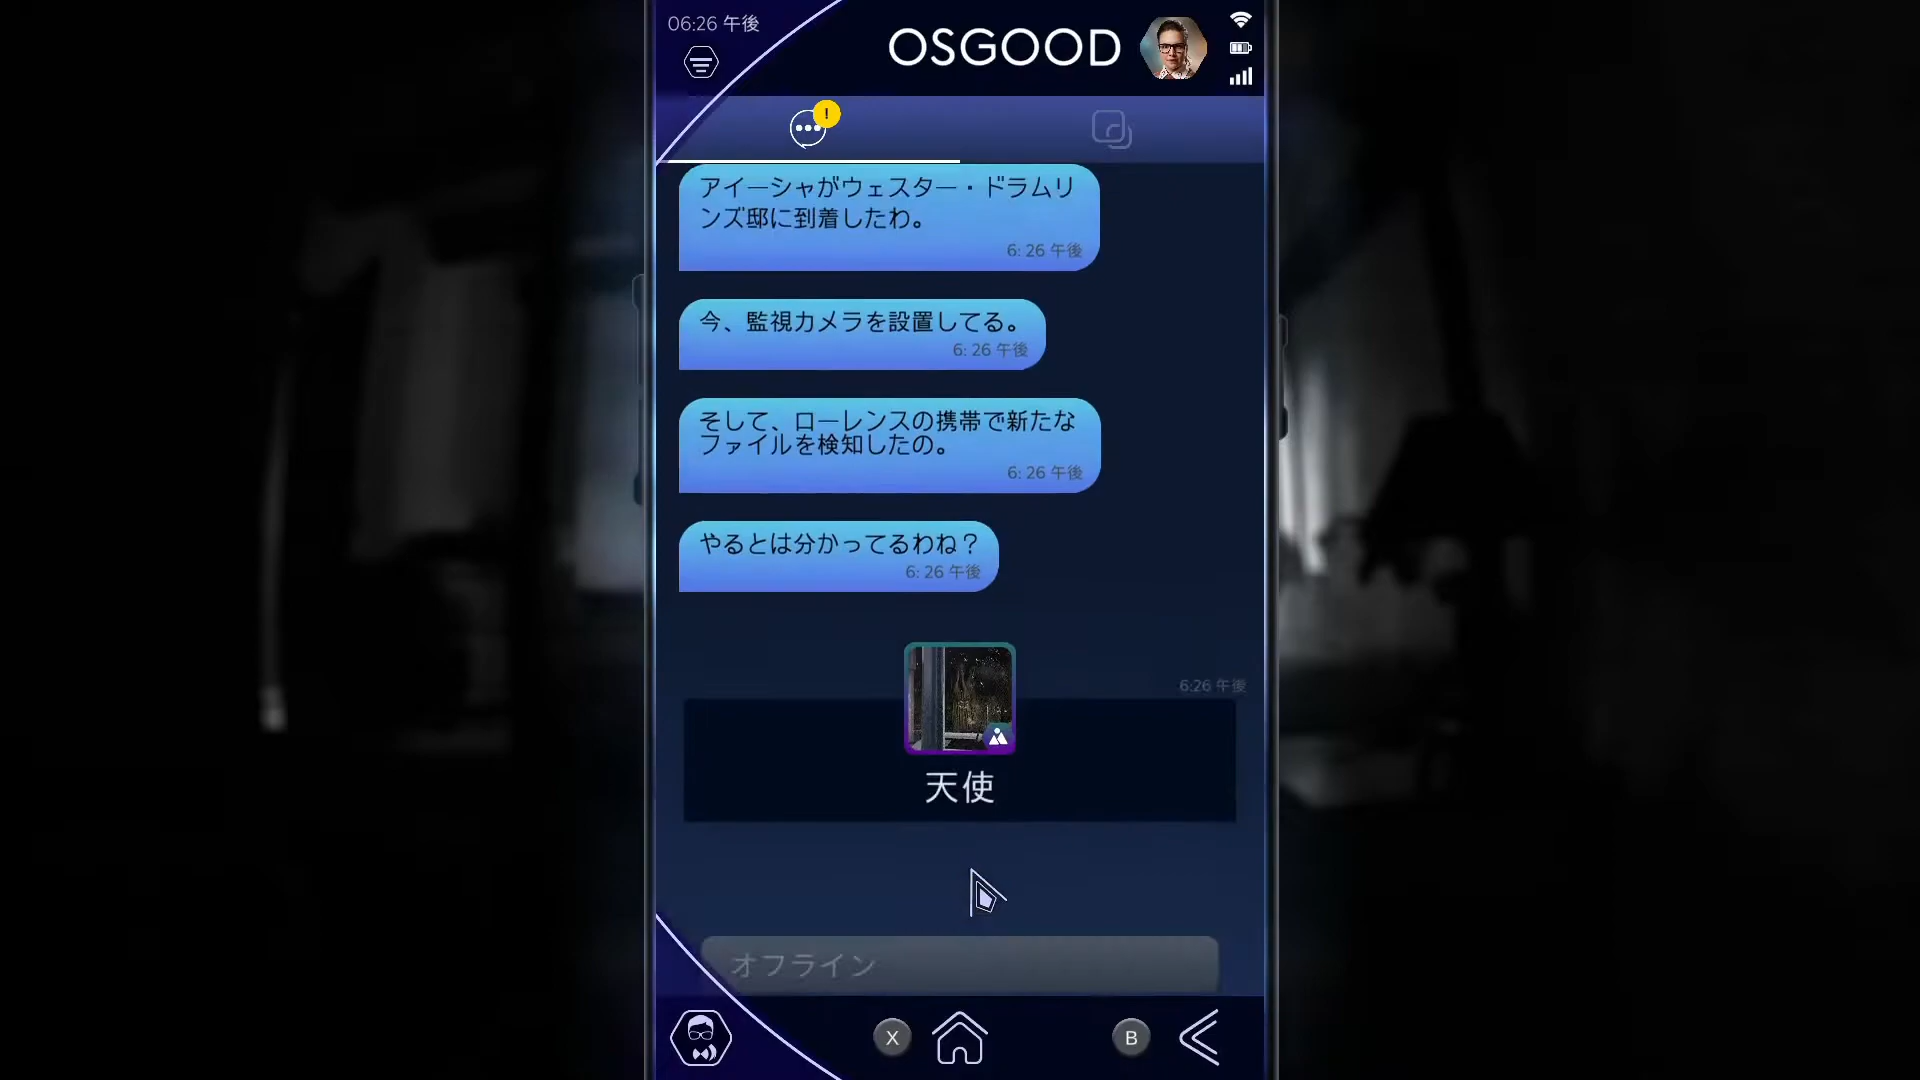 06:26 午後
OSGOOD
!
アイーシャがウェスター・ドラムリ
ンズ邸に到着したわ。
6: 26 午後
今、監視カメラを設置してる。
6: 26 午後
そして、ローレンスの携帯で新たな
ファイルを検知したの。
6: 26 午後
やるとは分かってるわね？
6: 26 午後
6:26 午後
天使
オフライン
X
B